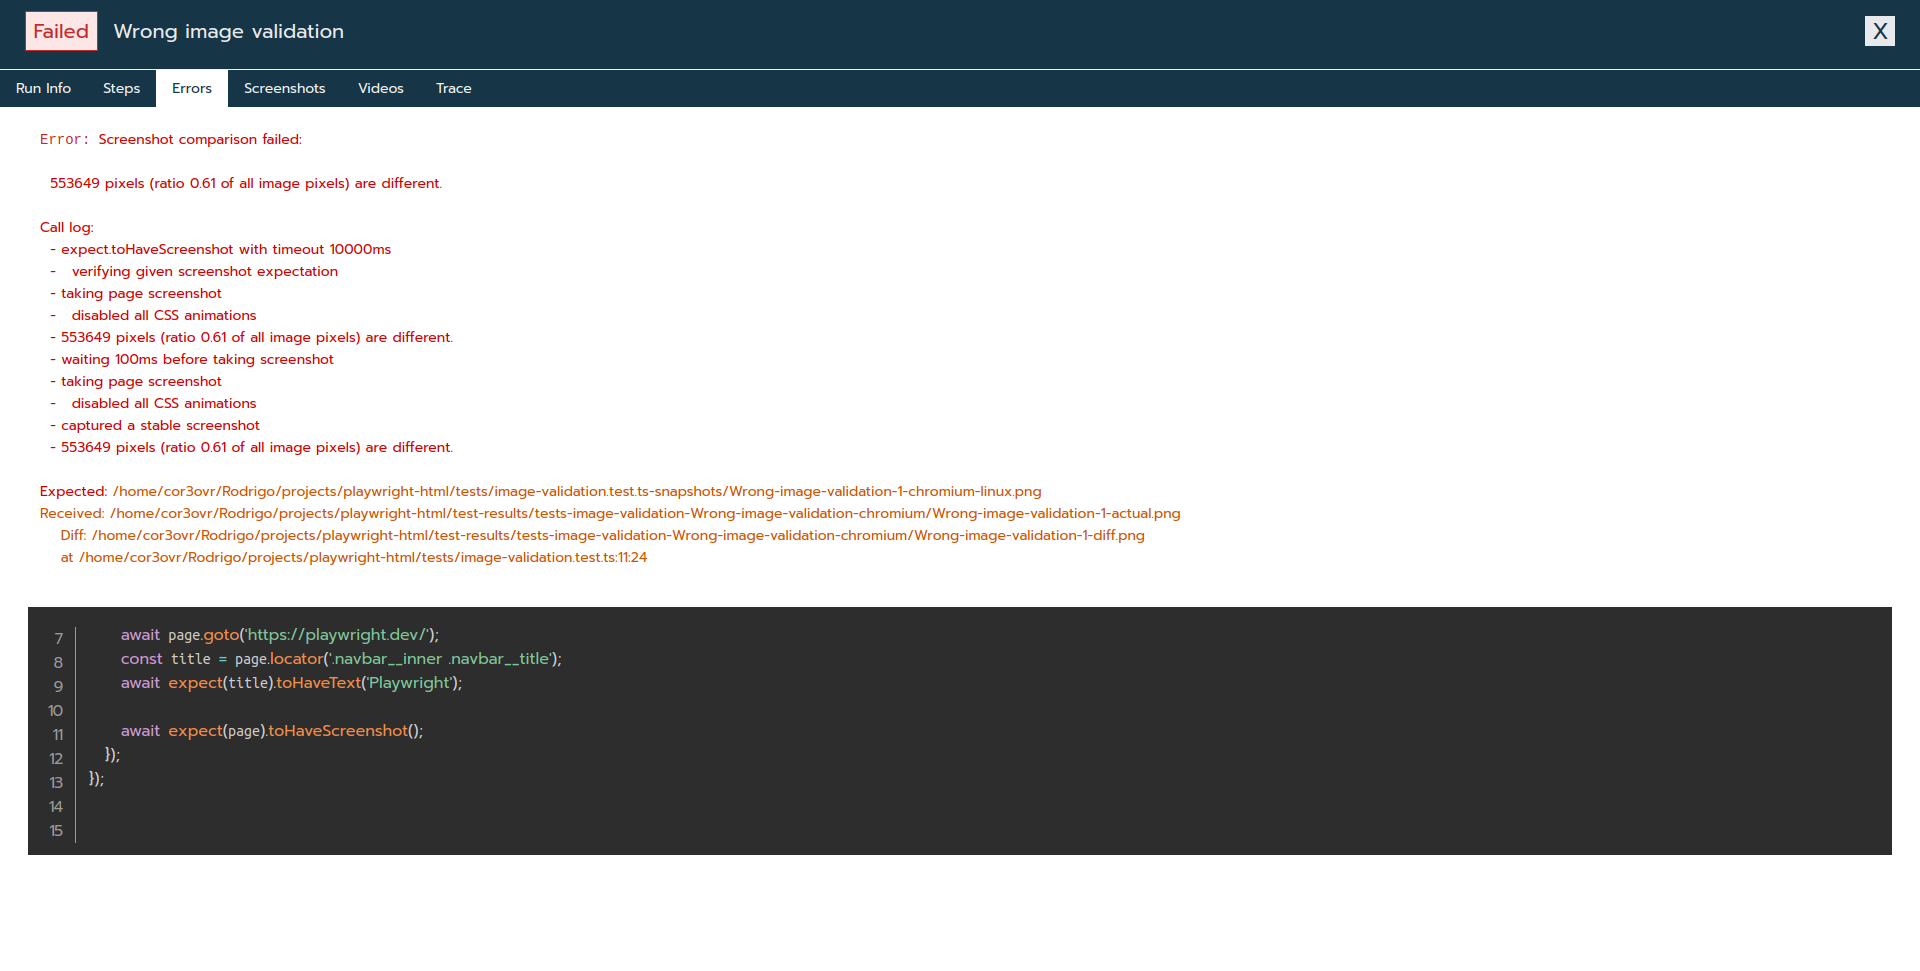 Failed Wrong image validation X
Run Info Steps Errors Screenshots Videos Trace
Error: Screenshot comparison failed:
553649 pixels (ratio 0.61 of all image pixels) are different.
Call log:
- expect.toHaveScreenshot with timeout 10000ms
- verifying given screenshot expectation
- taking page screenshot
- disabled all CSS animations
- 553649 pixels (ratio 0.61 of all image pixels) are different.
- waiting 100ms before taking screenshot
- taking page screenshot
- disabled all CSS animations
- captured a stable screenshot
- 553649 pixels (ratio 0.61 of all image pixels) are different.
Expected: /home/cor3ovr/Rodrigo/projects/playwright-html/tests/image-validation.test.ts-snapshots/Wrong-image-validation-1-chromium-linux.png
Received: /home/cor3ovr/Rodrigo/projects/playwright-html/test-results/tests-image-validation-Wrong-image-validation-chromium/Wrong-image-validation-1-actual.png
Diff: /home/cor3ovr/Rodrigo/projects/playwright-html/test-results/tests-image-validation-Wrong-image-validation-chromium/Wrong-image-validation-1-diff.png
at /home/cor3ovr/Rodrigo/projects/playwright-html/tests/image-validation.test.ts:11:24
7 await page.goto('https://playwright.dev/');
8 const title = page.locator('.navbar__inner .navbar__title');
9 await expect(title).toHaveText('Playwright');
10
11 await expect(page).toHaveScreenshot();
12 });
13 });
14
15